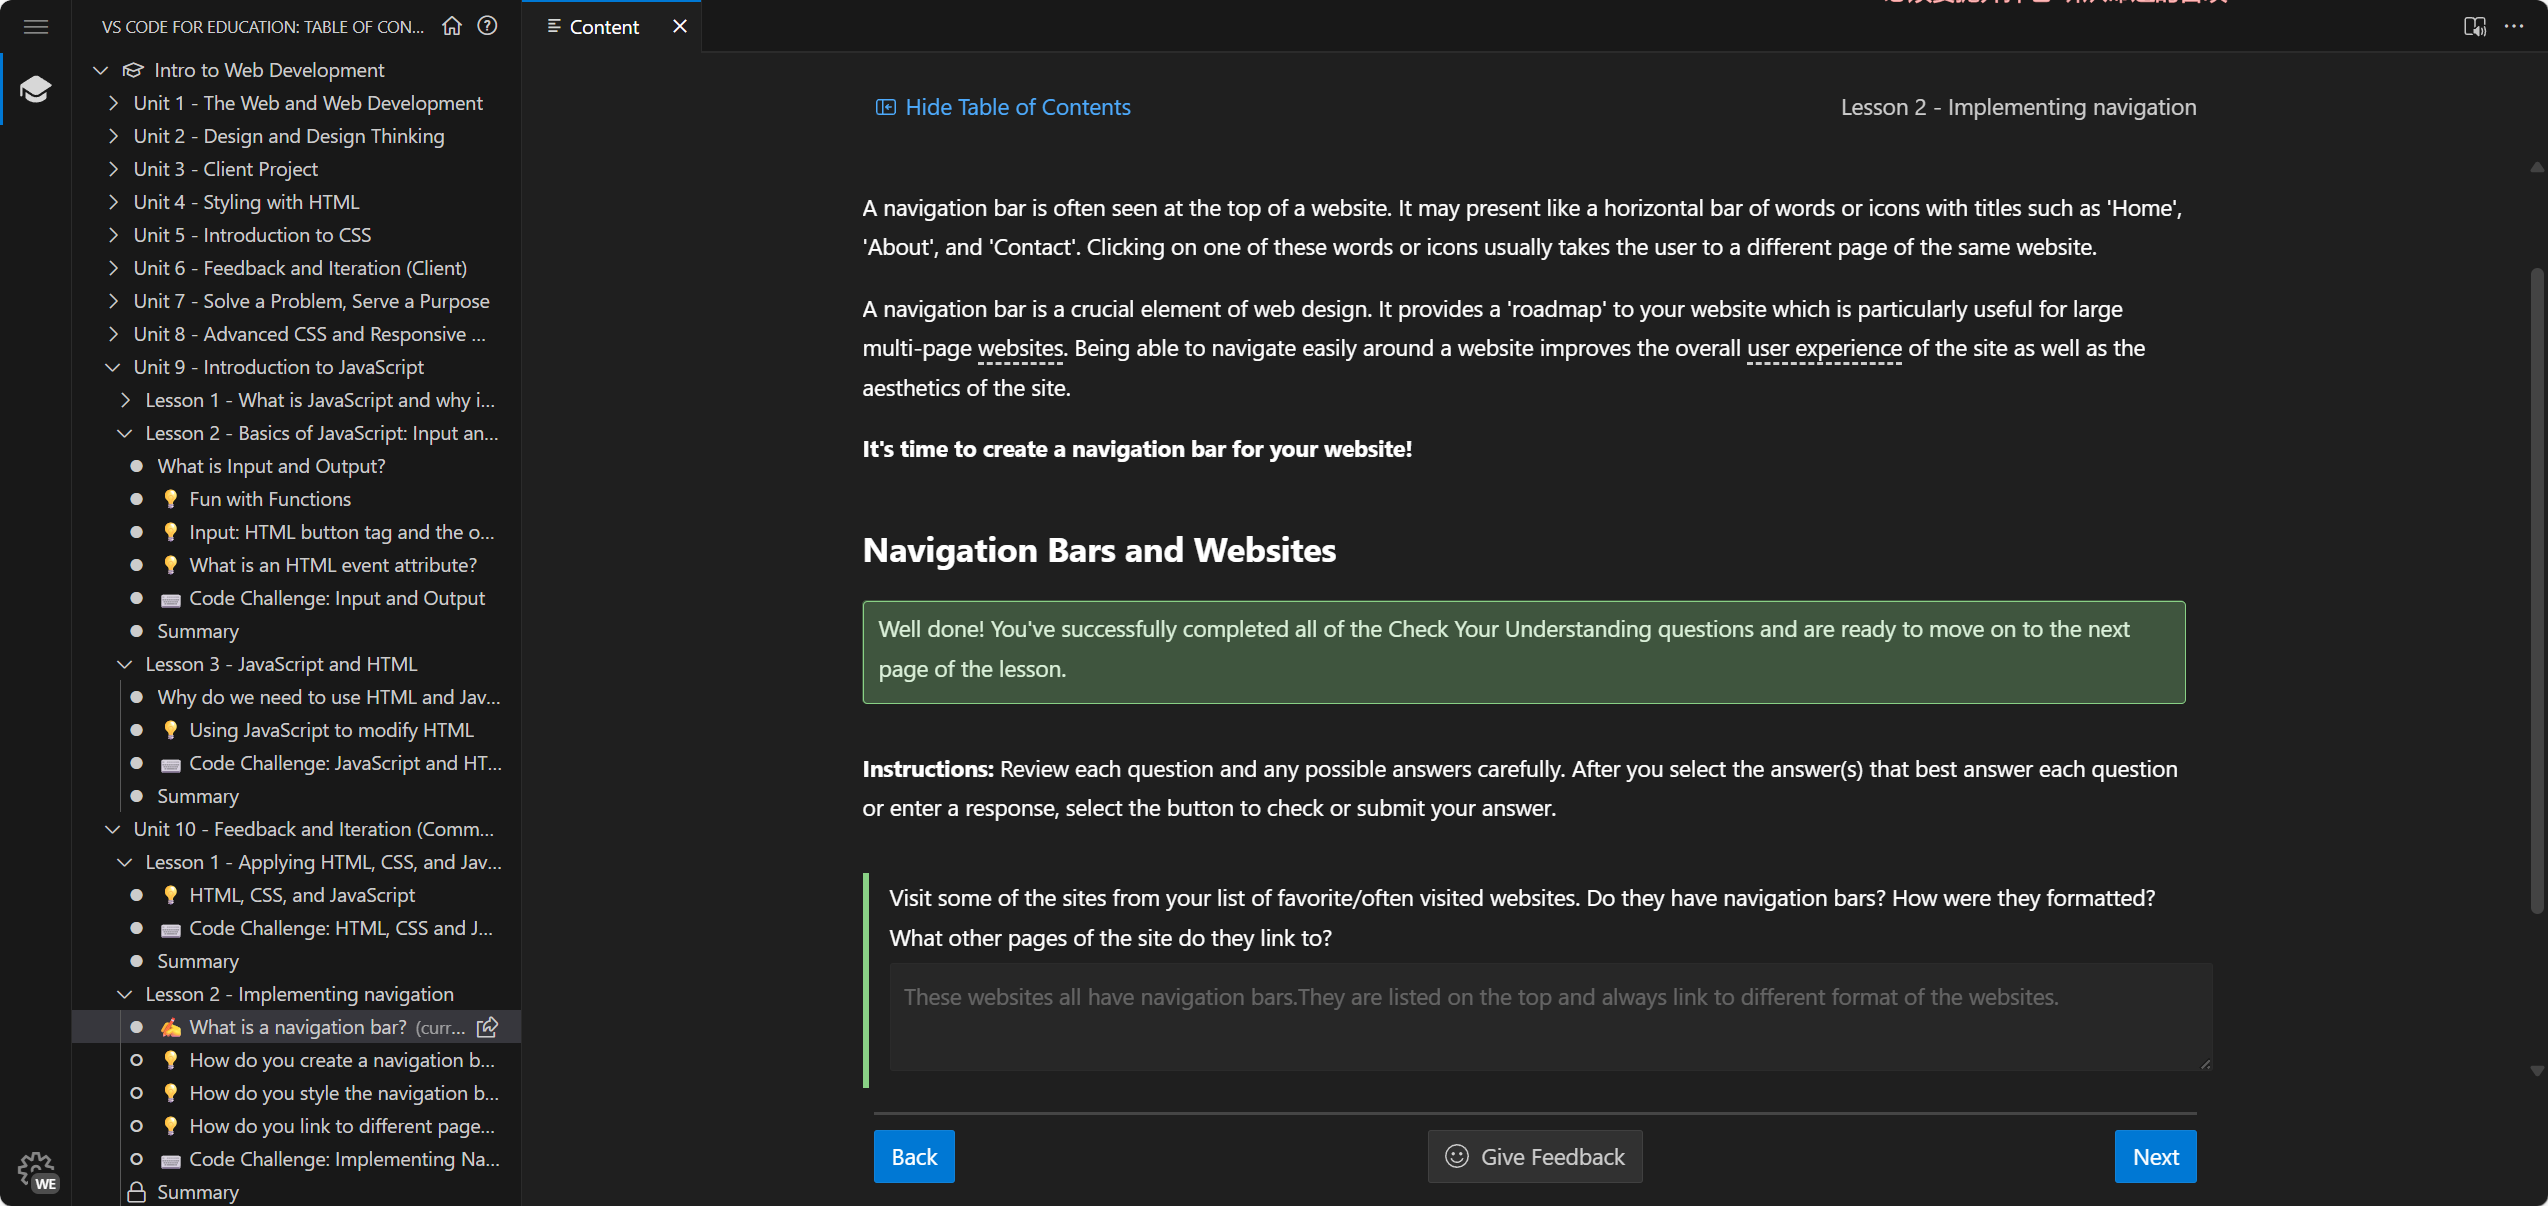 VS CODE FOR EDUCATION: TABLE OF CON...
Intro to Web Development
Unit 1 - The Web and Web Development
Unit 2 - Design and Design Thinking
Unit 3 - Client Project
Unit 4 - Styling with HTML
Unit 5 - Introduction to CSS
Unit 6 - Feedback and Iteration (Client)
Unit 7 - Solve a Problem, Serve a Purpose
Unit 8 - Advanced CSS and Responsive ...
Unit 9 - Introduction to JavaScript
Lesson 1 - What is JavaScript and why i...
Lesson 2 - Basics of JavaScript: Input an...
What is Input and Output?
Fun with Functions
Input: HTML button tag and the o...
What is an HTML event attribute?
Code Challenge: Input and Output
Summary
Lesson 3 - JavaScript and HTML
Why do we need to use HTML and Jav...
Using JavaScript to modify HTML
Code Challenge: JavaScript and HT...
Summary
Unit 10 - Feedback and Iteration (Comm...
Lesson 1 - Applying HTML, CSS, and Jav...
HTML, CSS, and JavaScript
Code Challenge: HTML, CSS and J...
Summary
Lesson 2 - Implementing navigation
What is a navigation bar? (curr...
How do you create a navigation b...
How do you style the navigation b...
How do you link to different page...
Code Challenge: Implementing Na...
Summary
WE
Content
Hide Table of Contents
Lesson 2 - Implementing navigation
A navigation bar is often seen at the top of a website. It may present like a horizontal bar of words or icons with titles such as 'Home',
'About', and 'Contact'. Clicking on one of these words or icons usually takes the user to a different page of the same website.
A navigation bar is a crucial element of web design. It provides a 'roadmap' to your website which is particularly useful for large
multi-page websites. Being able to navigate easily around a website improves the overall user experience of the site as well as the
aesthetics of the site.
It's time to create a navigation bar for your website!
Navigation Bars and Websites
Well done! You've successfully completed all of the Check Your Understanding questions and are ready to move on to the next
page of the lesson.
Instructions: Review each question and any possible answers carefully. After you select the answer(s) that best answer each question
or enter a response, select the button to check or submit your answer.
Visit some of the sites from your list of favorite/often visited websites. Do they have navigation bars? How were they formatted?
What other pages of the site do they link to?
These websites all have navigation bars.They are listed on the top and always link to different format of the websites.
Back
Give Feedback
Next